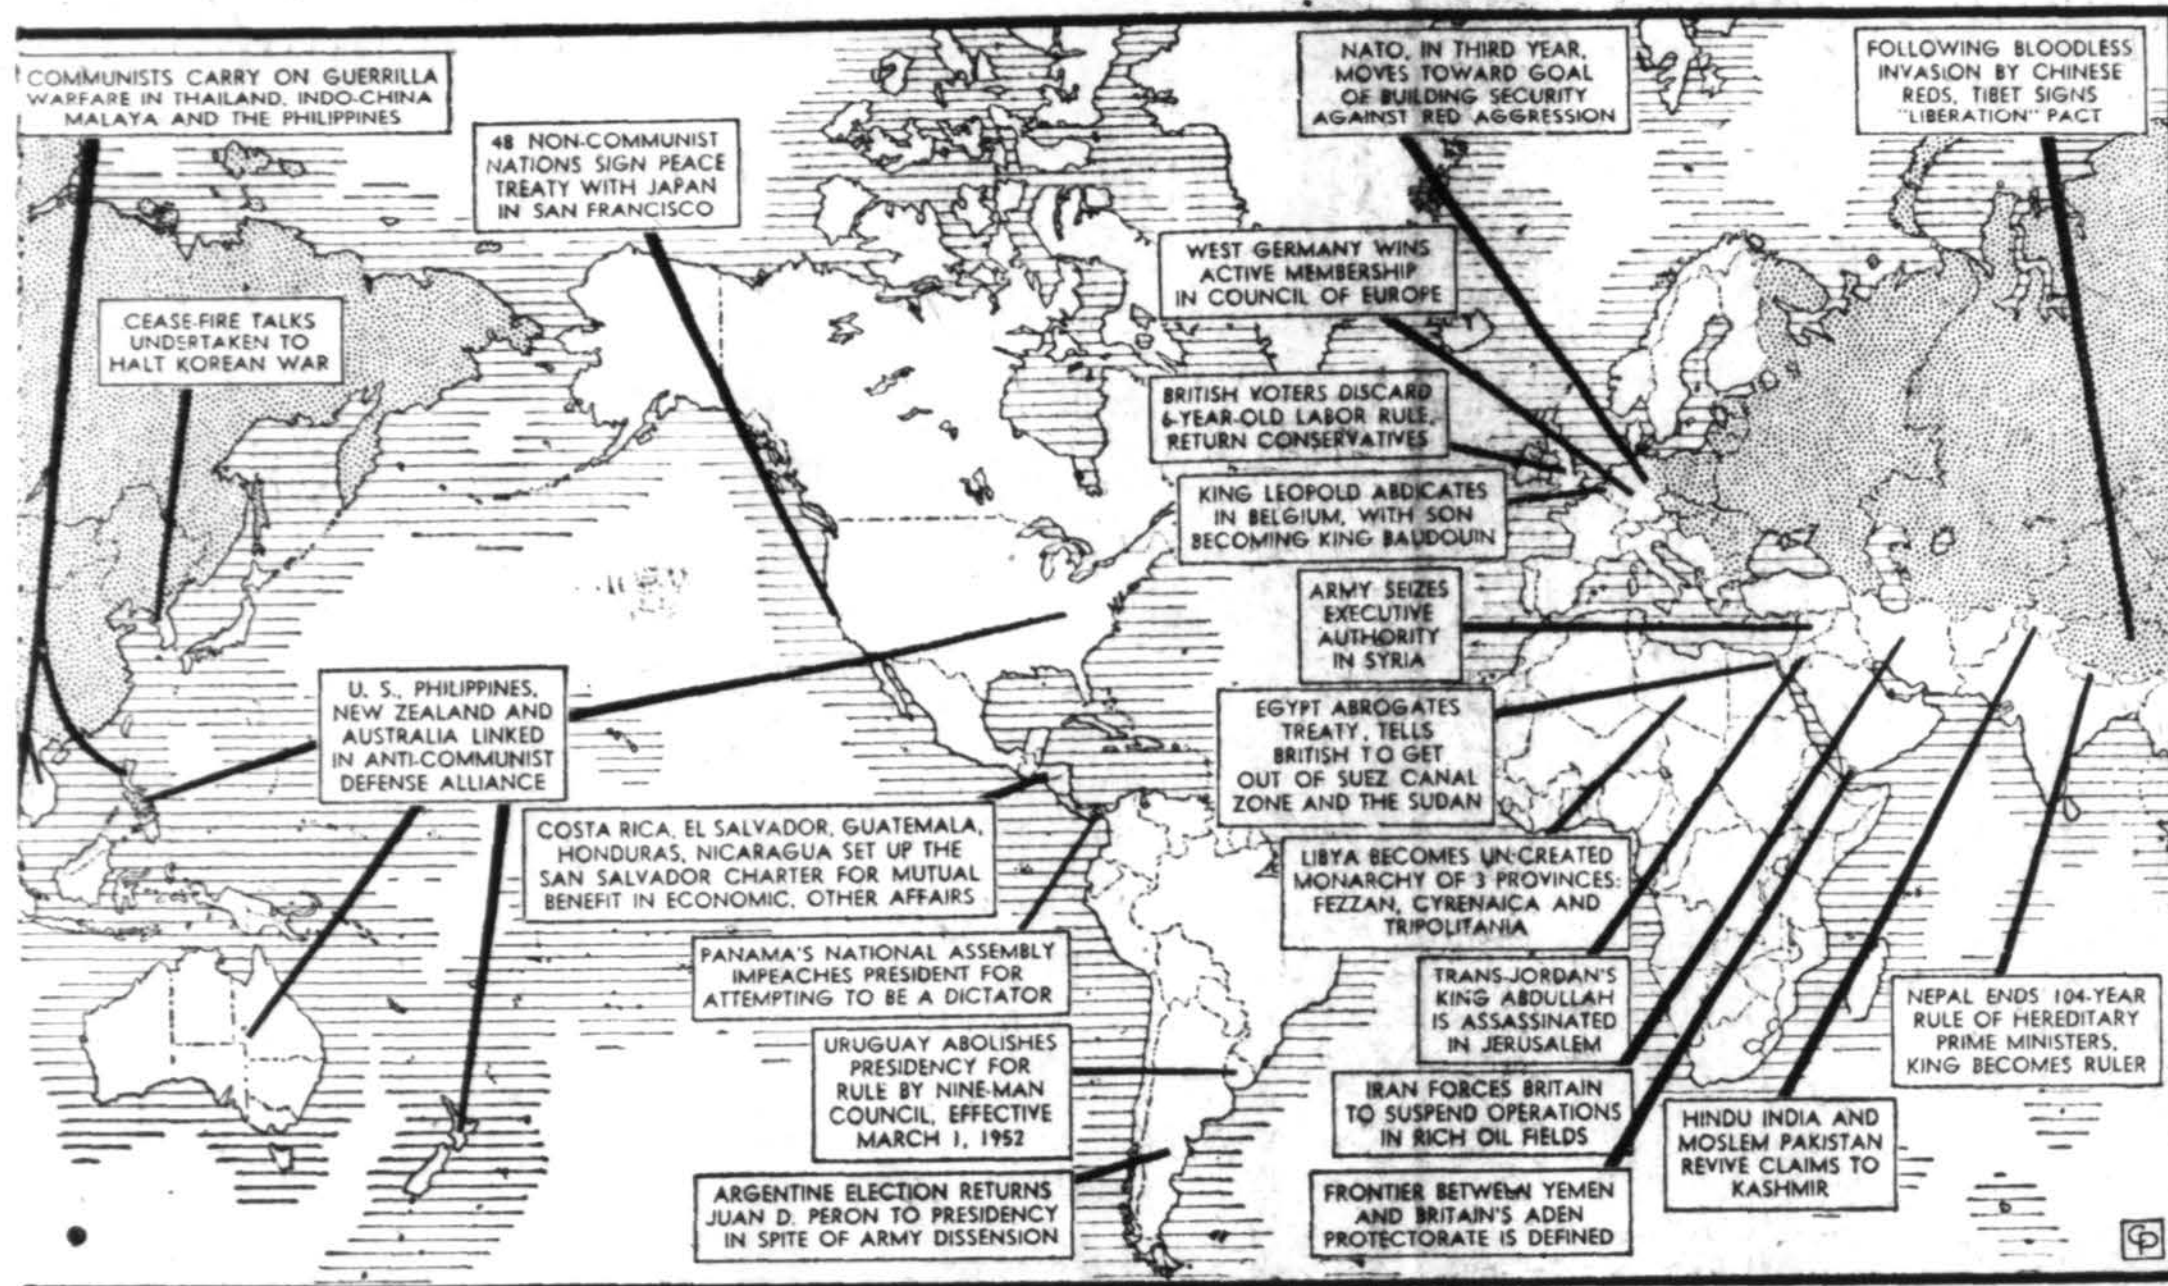 COMMUNISTS CARRY ON GUERRILLA
WARFARE IN THAILAND, INDO-CHINA
MALAYA AND THE PHILIPPINES
48 NON-COMMUNIST
NATIONS SIGN PEACE
TREATY WITH JAPAN
IN SAN FRANCISCO
NATO, IN THIRD YEAR,
MOVES TOWARD GOAL
OF BUILDING SECURITY
AGAINST RED AGGRESSION
FOLLOWING BLOODLESS
INVASION BY CHINESE
REDS, TIBET SIGNS
"LIBERATION" PACT
WEST GERMANY WINS
ACTIVE MEMBERSHIP
IN COUNCIL OF EUROPE
CEASE-FIRE TALKS
UNDERTAKEN TO
HALT KOREAN WAR
BRITISH VOTERS DISCARD
6-YEAR-OLD LABOR RULE,
RETURN CONSERVATIVES
KING LEOPOLD ABDICATES
IN BELGIUM, WITH SON
BECOMING KING BAUDOUIN
ARMY SEIZES
EXECUTIVE
AUTHORITY
IN SYRIA
U. S., PHILIPPINES,
NEW ZEALAND AND
AUSTRALIA LINKED
IN ANTI-COMMUNIST
DEFENSE ALLIANCE
EGYPT ABROGATES
TREATY, TELLS
BRITISH TO GET
OUT OF SUEZ CANAL
ZONE AND THE SUDAN
COSTA RICA, EL SALVADOR, GUATEMALA,
HONDURAS, NICARAGUA SET UP THE
SAN SALVADOR CHARTER FOR MUTUAL
BENEFIT IN ECONOMIC, OTHER AFFAIRS
LIBYA BECOMES UN-CREATED
MONARCHY OF 3 PROVINCES:
FEZZAN, CYRENAICA AND
TRIPOLITANIA
PANAMA'S NATIONAL ASSEMBLY
IMPEACHES PRESIDENT FOR
ATTEMPTING TO BE A DICTATOR
TRANS-JORDAN'S
KING ABDULLAH
IS ASSASSINATED
IN JERUSALEM
NEPAL ENDS 104-YEAR
RULE OF HEREDITARY
PRIME MINISTERS,
KING BECOMES RULER
URUGUAY ABOLISHES
PRESIDENCY FOR
RULE BY NINE-MAN
COUNCIL, EFFECTIVE
MARCH 1, 1952
IRAN FORCES BRITAIN
TO SUSPEND OPERATIONS
IN RICH OIL FIELDS
HINDU INDIA AND
MOSLEM PAKISTAN
REVIVE CLAIMS TO
KASHMIR
ARGENTINE ELECTION RETURNS
JUAN D. PERON TO PRESIDENCY
IN SPITE OF ARMY DISSENSION
FRONTIER BETWEEN YEMEN
AND BRITAIN'S ADEN
PROTECTORATE IS DEFINED
CP